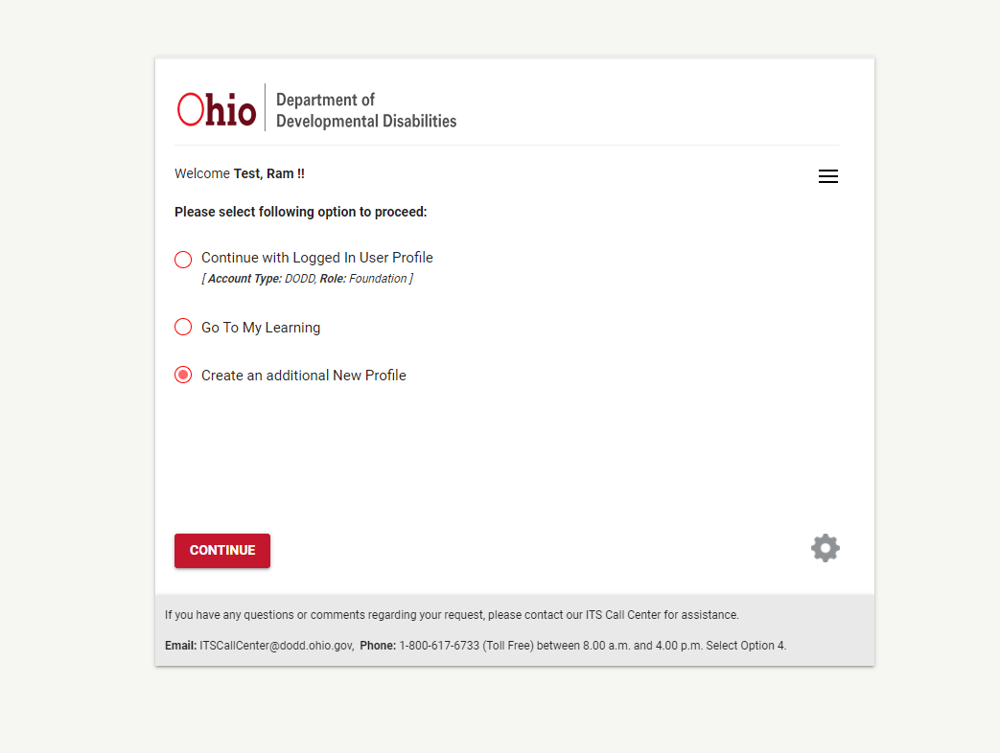 Ohio
Department of
Developmental Disabilities
Welcome Test, Ram !!
Please select following option to proceed:
Continue with Logged In User Profile
[ Account Type: DODD, Role: Foundation ]
Go To My Learning
Create an additional New Profile
CONTINUE
If you have any questions or comments regarding your request, please contact our ITS Call Center for assistance.
Email: ITSCallCenter@dodd.ohio.gov, Phone: 1-800-617-6733 (Toll Free) between 8.00 a.m. and 4.00 p.m. Select Option 4.